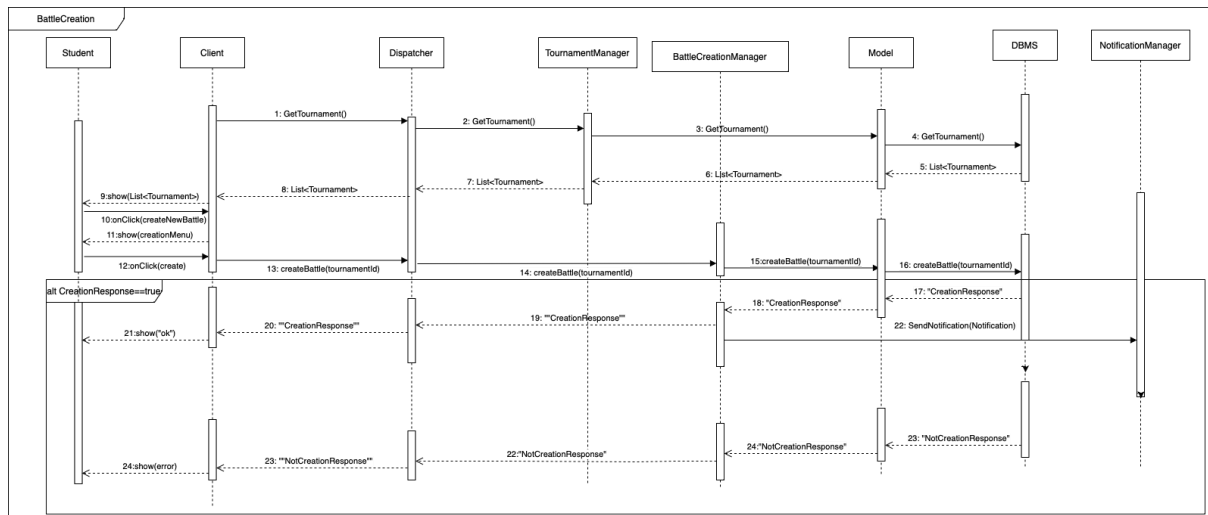 BattleCreation
Student
Client
Dispatcher
TournamentManager
BattleCreationManager
Model
DBMS
NotificationManager
1: GetTournament()
2: GetTournament()
3: GetTournament()
4: GetTournament()
5: List<Tournament>
6: List<Tournament>
7: List<Tournament>
8: List<Tournament>
9:show(List<Tournament>)
10:onClick(createNewBattle)
11:show(creationMenu)
12:onClick(create)
13: createBattle(tournamentId)
14: createBattle(tournamentId)
15:createBattle(tournamentId)
16: createBattle(tournamentId)
alt CreationResponse==true
17: "CreationResponse"
18: "CreationResponse"
19: ""CreationResponse""
20: ""CreationResponse""
21:show("ok")
22: SendNotification(Notification)
23: "NotCreationResponse"
24:"NotCreationResponse"
22:"NotCreationResponse"
23: ""NotCreationResponse""
24:show(error)